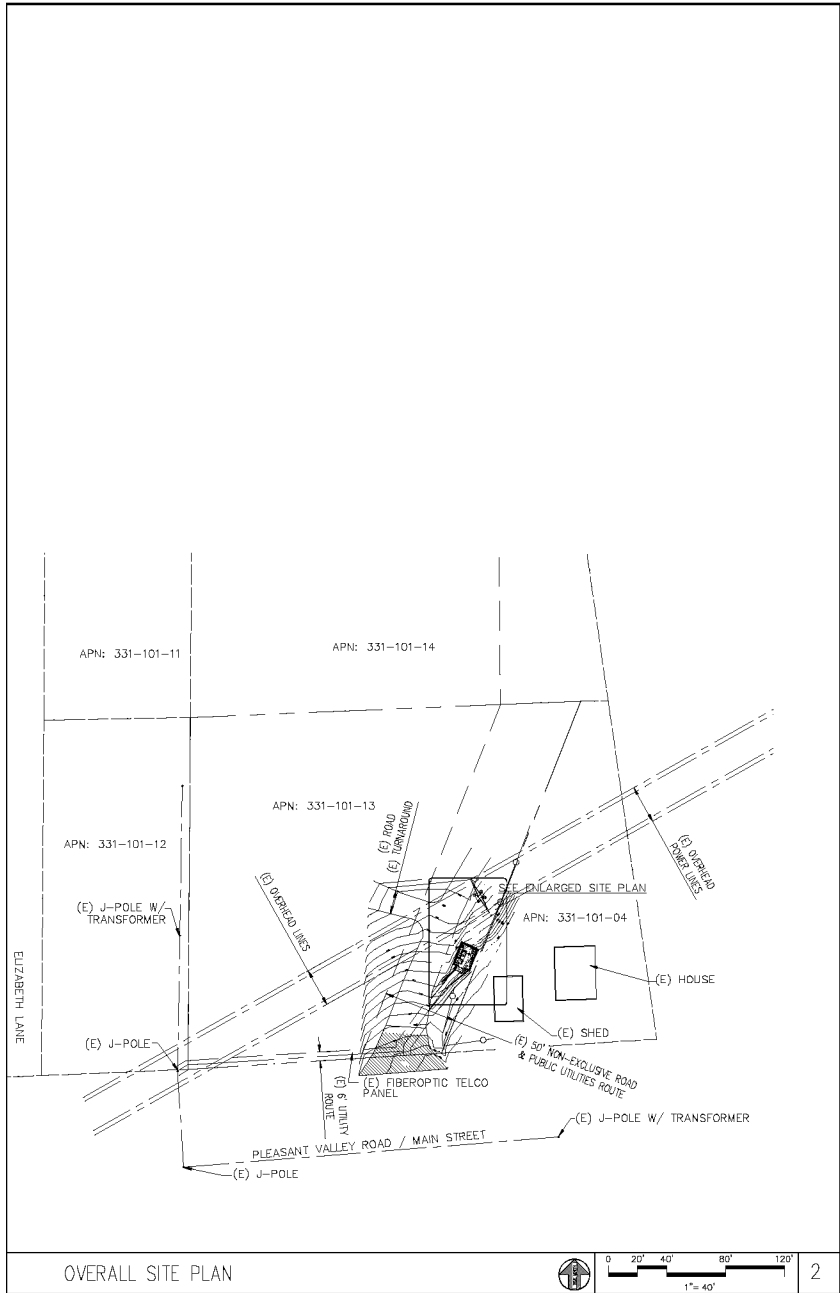 APN: 331-101-11
APN: 331-101-14
APN: 331-101-13
(E) ROAD
(E) TURNAROUND
APN: 331-101-12
(E) OVERHEAD
POWER LINES
(E) OVERHEAD LINES
SEE ENLARGED SITE PLAN
APN: 331-101-04
(E) J-POLE W/
TRANSFORMER
ELIZABETH LANE
(E) HOUSE
(E) SHED
(E) J-POLE
(E) 50' NON-EXCLUSIVE ROAD
& PUBLIC UTILITIES ROUTE
(E) FIBEROPTIC TELCO
PANEL
(E) 6' UTILITY
ROUTE
(E) J-POLE W/ TRANSFORMER
PLEASANT VALLEY ROAD / MAIN STREET
(E) J-POLE
OVERALL SITE PLAN
0 20' 40' 80' 120'
1"= 40'
2